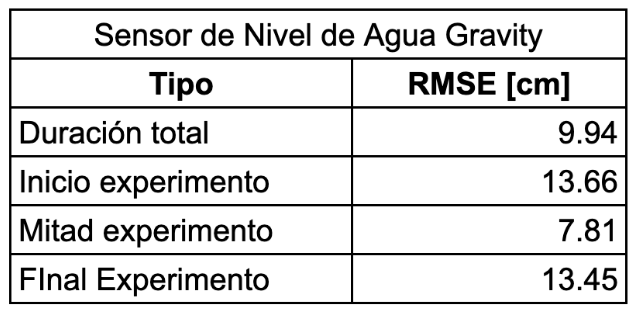 Sensor de Nivel de Agua Gravity
Tipo RMSE [cm]
Duración total 9.94
Inicio experimento 13.66
Mitad experimento 7.81
FInal Experimento 13.45